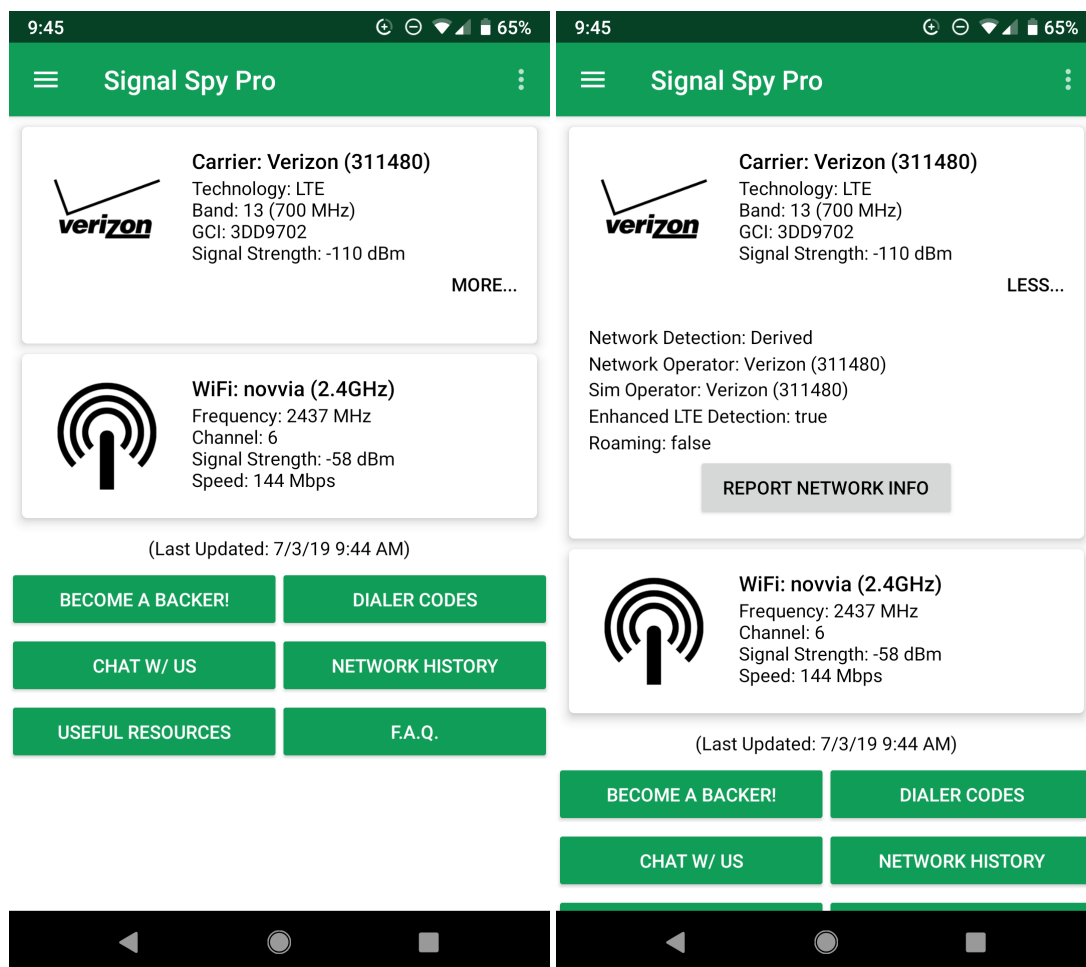 9:45
65%
Signal Spy Pro
Carrier: Verizon (311480)
Technology: LTE
Band: 13 (700 MHz)
GCI: 3DD9702
Signal Strength: -110 dBm
verizon
MORE...
WiFi: novvia (2.4GHz)
Frequency: 2437 MHz
Channel: 6
Signal Strength: -58 dBm
Speed: 144 Mbps
(Last Updated: 7/3/19 9:44 AM)
BECOME A BACKER!
DIALER CODES
CHAT W/ US
NETWORK HISTORY
USEFUL RESOURCES
F.A.Q.
9:45
65%
Signal Spy Pro
Carrier: Verizon (311480)
Technology: LTE
Band: 13 (700 MHz)
GCI: 3DD9702
Signal Strength: -110 dBm
verizon
LESS...
Network Detection: Derived
Network Operator: Verizon (311480)
Sim Operator: Verizon (311480)
Enhanced LTE Detection: true
Roaming: false
REPORT NETWORK INFO
WiFi: novvia (2.4GHz)
Frequency: 2437 MHz
Channel: 6
Signal Strength: -58 dBm
Speed: 144 Mbps
(Last Updated: 7/3/19 9:44 AM)
BECOME A BACKER!
DIALER CODES
CHAT W/ US
NETWORK HISTORY